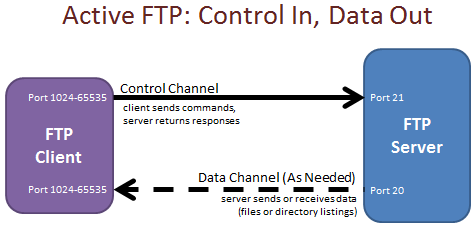 Active FTP: Control In, Data Out
Control Channel
Port 1024-65535
Port 21
client sends commands,
server returns responses
FTP
Client
FTP
Server
Data Channel (As Needed)
Port 1024-65535
Port 20
server sends or receives data
(files or directory listings)